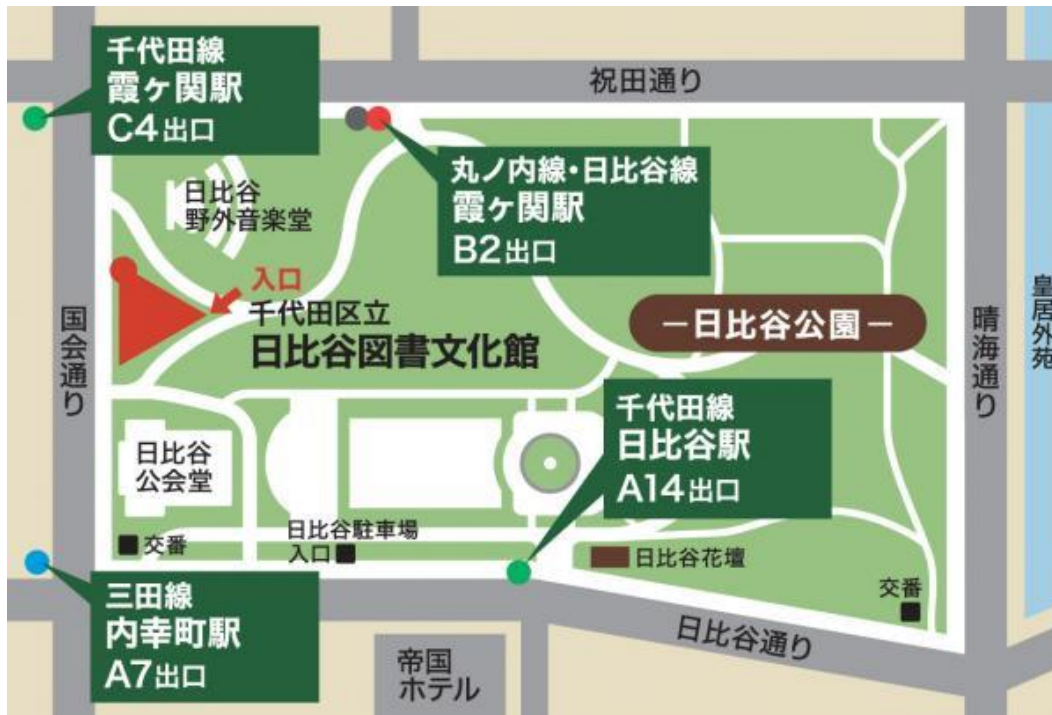 千代田線
霞ヶ関駅
C4出口
祝田通り
丸ノ内線・日比谷線
霞ヶ関駅
B2出口
日比谷
野外音楽堂
入口
千代田区立
日比谷図書文化館
ー日比谷公園ー
国会通り
晴海通り
皇居外苑
千代田線
日比谷駅
A14出口
日比谷
公会堂
交番
日比谷駐車場
入口
日比谷花壇
交番
三田線
内幸町駅
A7出口
日比谷通り
帝国
ホテル